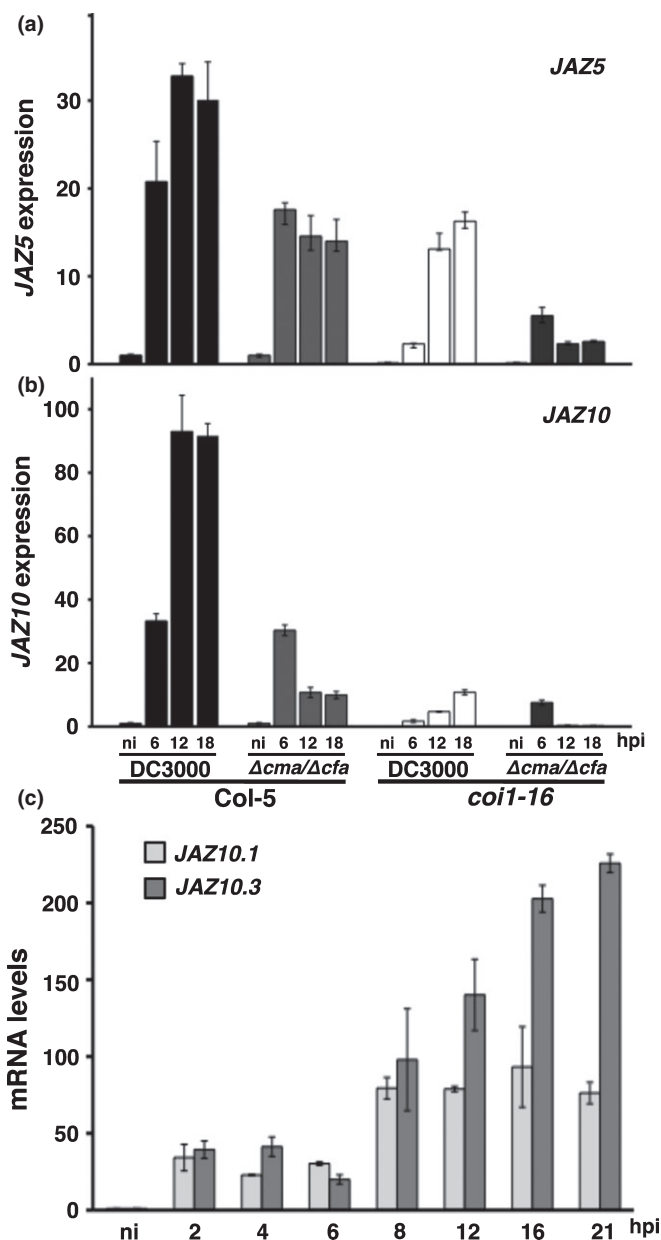 (a)
JAZ5
JAZ5 expression
30
20
10
0
(b)
JAZ10
JAZ10 expression
100
80
60
40
20
0
ni 6 12 18 ni 6 12 18 ni 6 12 18 ni 6 12 18 hpi
DC3000 Δcma/Δcfa DC3000 Δcma/Δcfa
Col-5 coi1-16
(c)
JAZ10.1
JAZ10.3
mRNA levels
250
200
150
100
50
0
ni 2 4 6 8 12 16 21 hpi